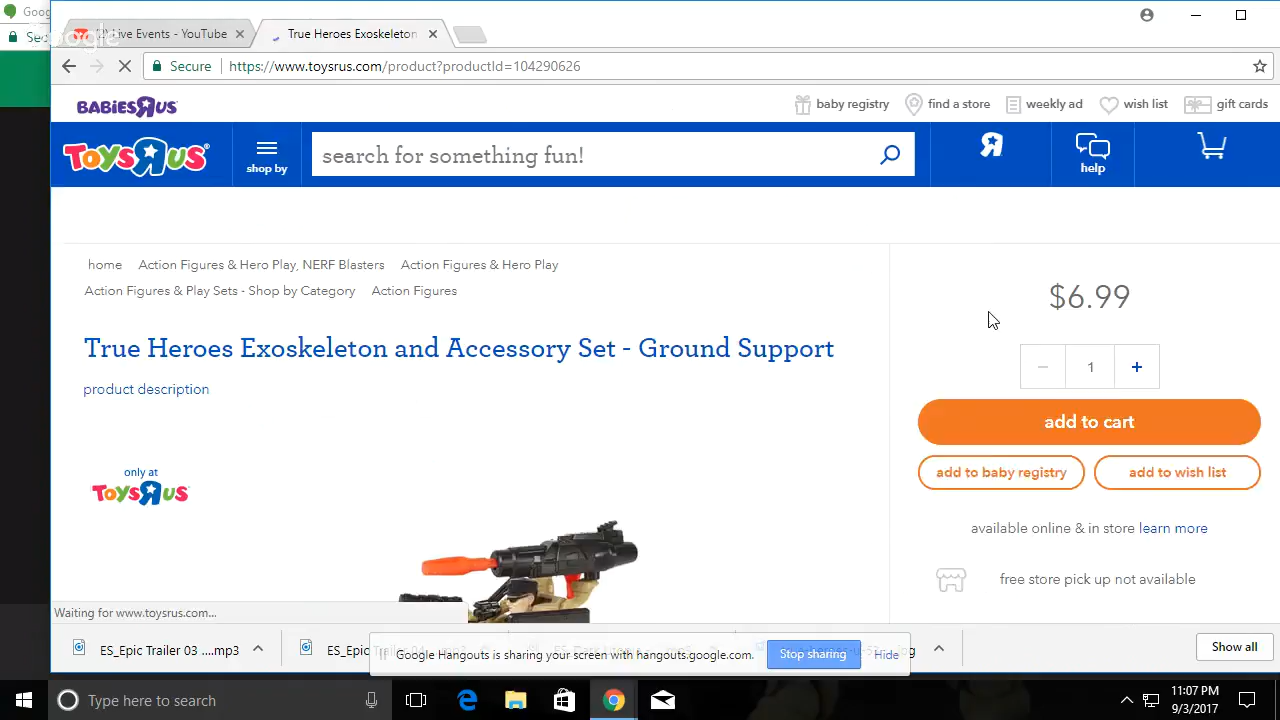 Goog
Live Events - YouTube
True Heroes Exoskeleton
Google
Sec
Secure
https://www.toysrus.com/product?productId=104290626
BABIESRUS
baby registry
find a store
weekly ad
wish list
gift cards
TOYSRUS
shop by
search for something fun!
R
help
home
Action Figures & Hero Play, NERF Blasters
Action Figures & Hero Play
Action Figures & Play Sets - Shop by Category
Action Figures
$6.99
True Heroes Exoskeleton and Accessory Set - Ground Support
1
product description
add to cart
only at
TOYSRUS
add to baby registry
add to wish list
available online & in store learn more
free store pick up not available
Waiting for www.toysrus.com...
ES_Epic Trailer 03 ....mp3
ES_Epic
Google Hangouts is sharing your screen with hangouts.google.com.
Stop sharing
Hide
Show all
Type here to search
11:07 PM
9/3/2017